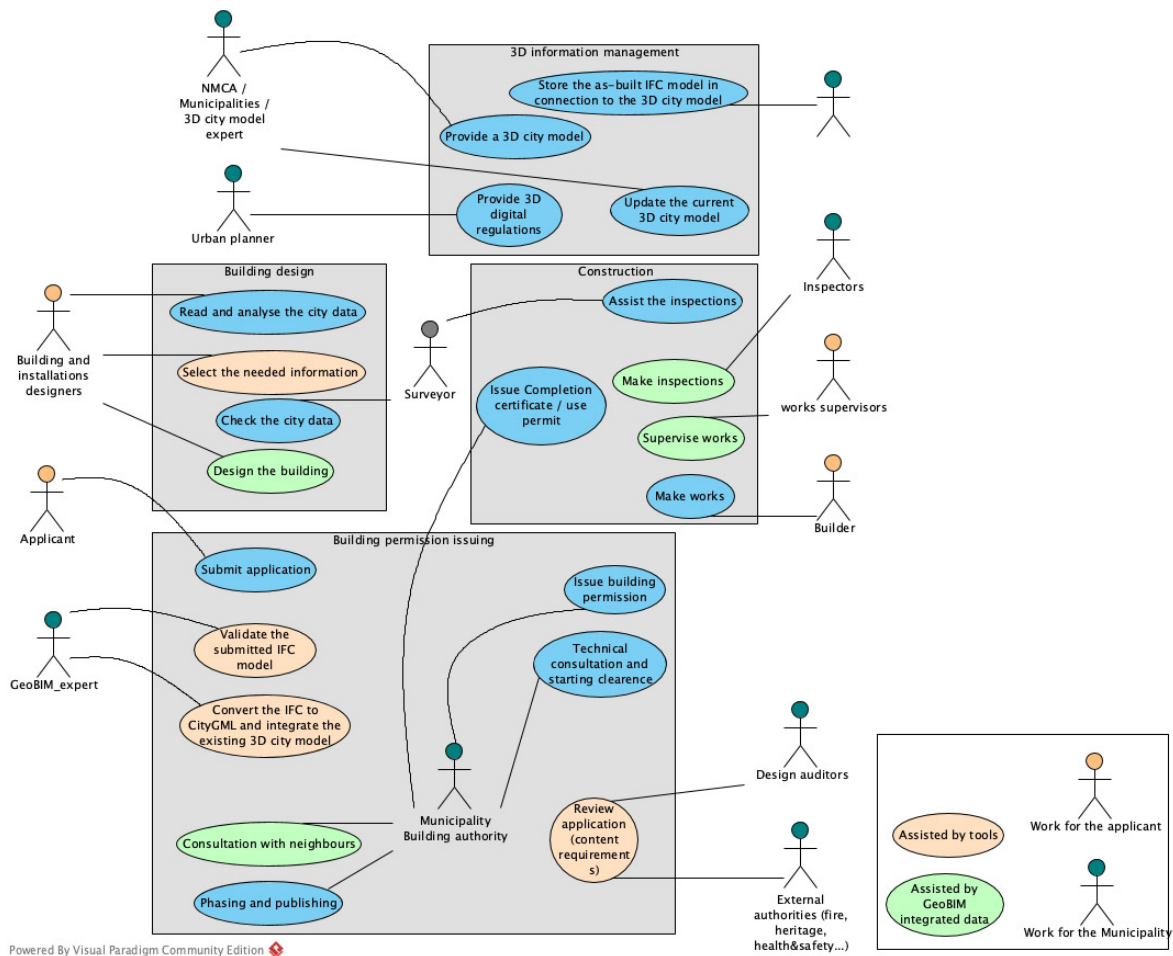 3D information management
Store the as-built IFC model in
connection to the 3D city model
NMCA /
Municipalities /
3D city model
expert
Provide a 3D city model
Provide 3D
digital
regulations
Update the current
3D city model
Urban planner
Building design
Read and analyse the city data
Building and
installations
designers
Select the needed information
Check the city data
Design the building
Surveyor
Construction
Assist the inspections
Inspectors
Issue Completion
certificate / use
permit
Make inspections
works supervisors
Supervise works
Make works
Builder
Applicant
Building permission issuing
Submit application
Issue building
permission
Validate the
submitted IFC
model
Technical
consultation and
starting clearence
GeoBIM_expert
Convert the IFC to
CityGML and integrate the
existing 3D city model
Municipality
Building authority
Consultation with neighbours
Phasing and publishing
Review
application
(content
requirement
s)
Design auditors
External
authorities (fire,
heritage,
health&safety...)
Assisted by tools
Work for the applicant
Assisted by
GeoBIM
integrated data
Work for the Municipality
Powered By Visual Paradigm Community Edition